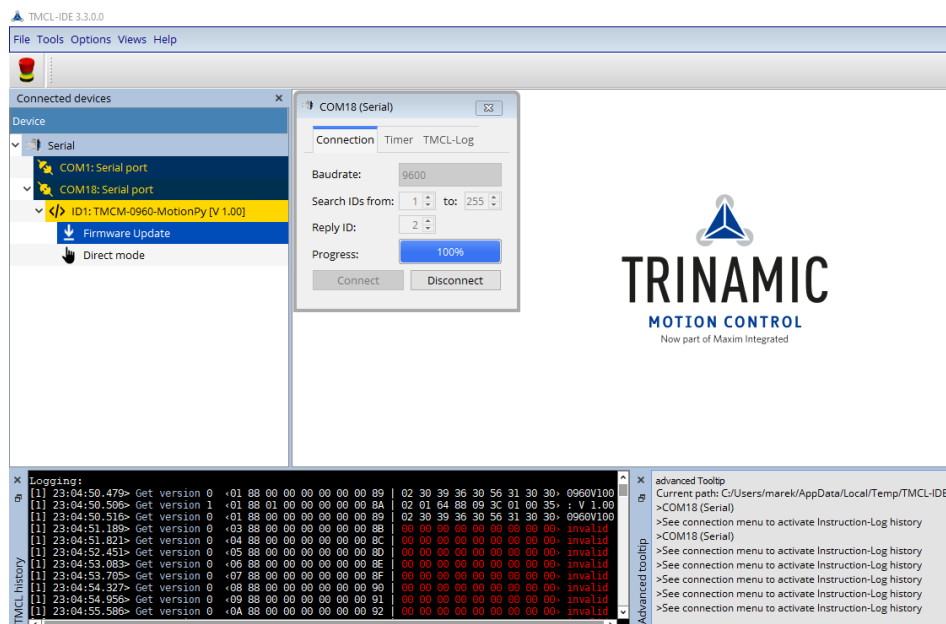 TMCL-IDE 3.3.0.0
File Tools Options Views Help
Connected devices
Device
Serial
COM1: Serial port
COM18: Serial port
ID1: TMCM-0960-MotionPy [V 1.00]
Firmware Update
Direct mode
COM18 (Serial)
Connection Timer TMCL-Log
Baudrate: 9600
Search IDs from: 1 to: 255
Reply ID: 2
Progress: 100%
Connect Disconnect
TRINAMIC
MOTION CONTROL
Now part of Maxim Integrated
TMCL history
Logging:
[1] 23:04:50.479> Get version 0 ‹01 88 00 00 00 00 00 00 89 | 02 30 39 36 30 56 31 30 30› 0960V100
[1] 23:04:50.506> Get version 1 ‹01 88 01 00 00 00 00 00 8A | 02 01 64 88 09 3C 01 00 35› : V 1.00
[1] 23:04:50.516> Get version 0 ‹01 88 00 00 00 00 00 00 89 | 02 30 39 36 30 56 31 30 30› 0960V100
[1] 23:04:51.189> Get version 0 ‹03 88 00 00 00 00 00 00 8B | 00 00 00 00 00 00 00 00 00› invalid
[1] 23:04:51.821> Get version 0 ‹04 88 00 00 00 00 00 00 8C | 00 00 00 00 00 00 00 00 00› invalid
[1] 23:04:52.451> Get version 0 ‹05 88 00 00 00 00 00 00 8D | 00 00 00 00 00 00 00 00 00› invalid
[1] 23:04:53.083> Get version 0 ‹06 88 00 00 00 00 00 00 8E | 00 00 00 00 00 00 00 00 00› invalid
[1] 23:04:53.705> Get version 0 ‹07 88 00 00 00 00 00 00 8F | 00 00 00 00 00 00 00 00 00› invalid
[1] 23:04:54.327> Get version 0 ‹08 88 00 00 00 00 00 00 90 | 00 00 00 00 00 00 00 00 00› invalid
[1] 23:04:54.956> Get version 0 ‹09 88 00 00 00 00 00 00 91 | 00 00 00 00 00 00 00 00 00› invalid
[1] 23:04:55.586> Get version 0 ‹0A 88 00 00 00 00 00 00 92 | 00 00 00 00 00 00 00 00 00› invalid
Advanced tooltip
advanced Tooltip
Current path: C:/Users/marek/AppData/Local/Temp/TMCL-IDE
>COM18 (Serial)
>See connection menu to activate Instruction-Log history
>COM18 (Serial)
>See connection menu to activate Instruction-Log history
>See connection menu to activate Instruction-Log history
>See connection menu to activate Instruction-Log history
>See connection menu to activate Instruction-Log history
>See connection menu to activate Instruction-Log history